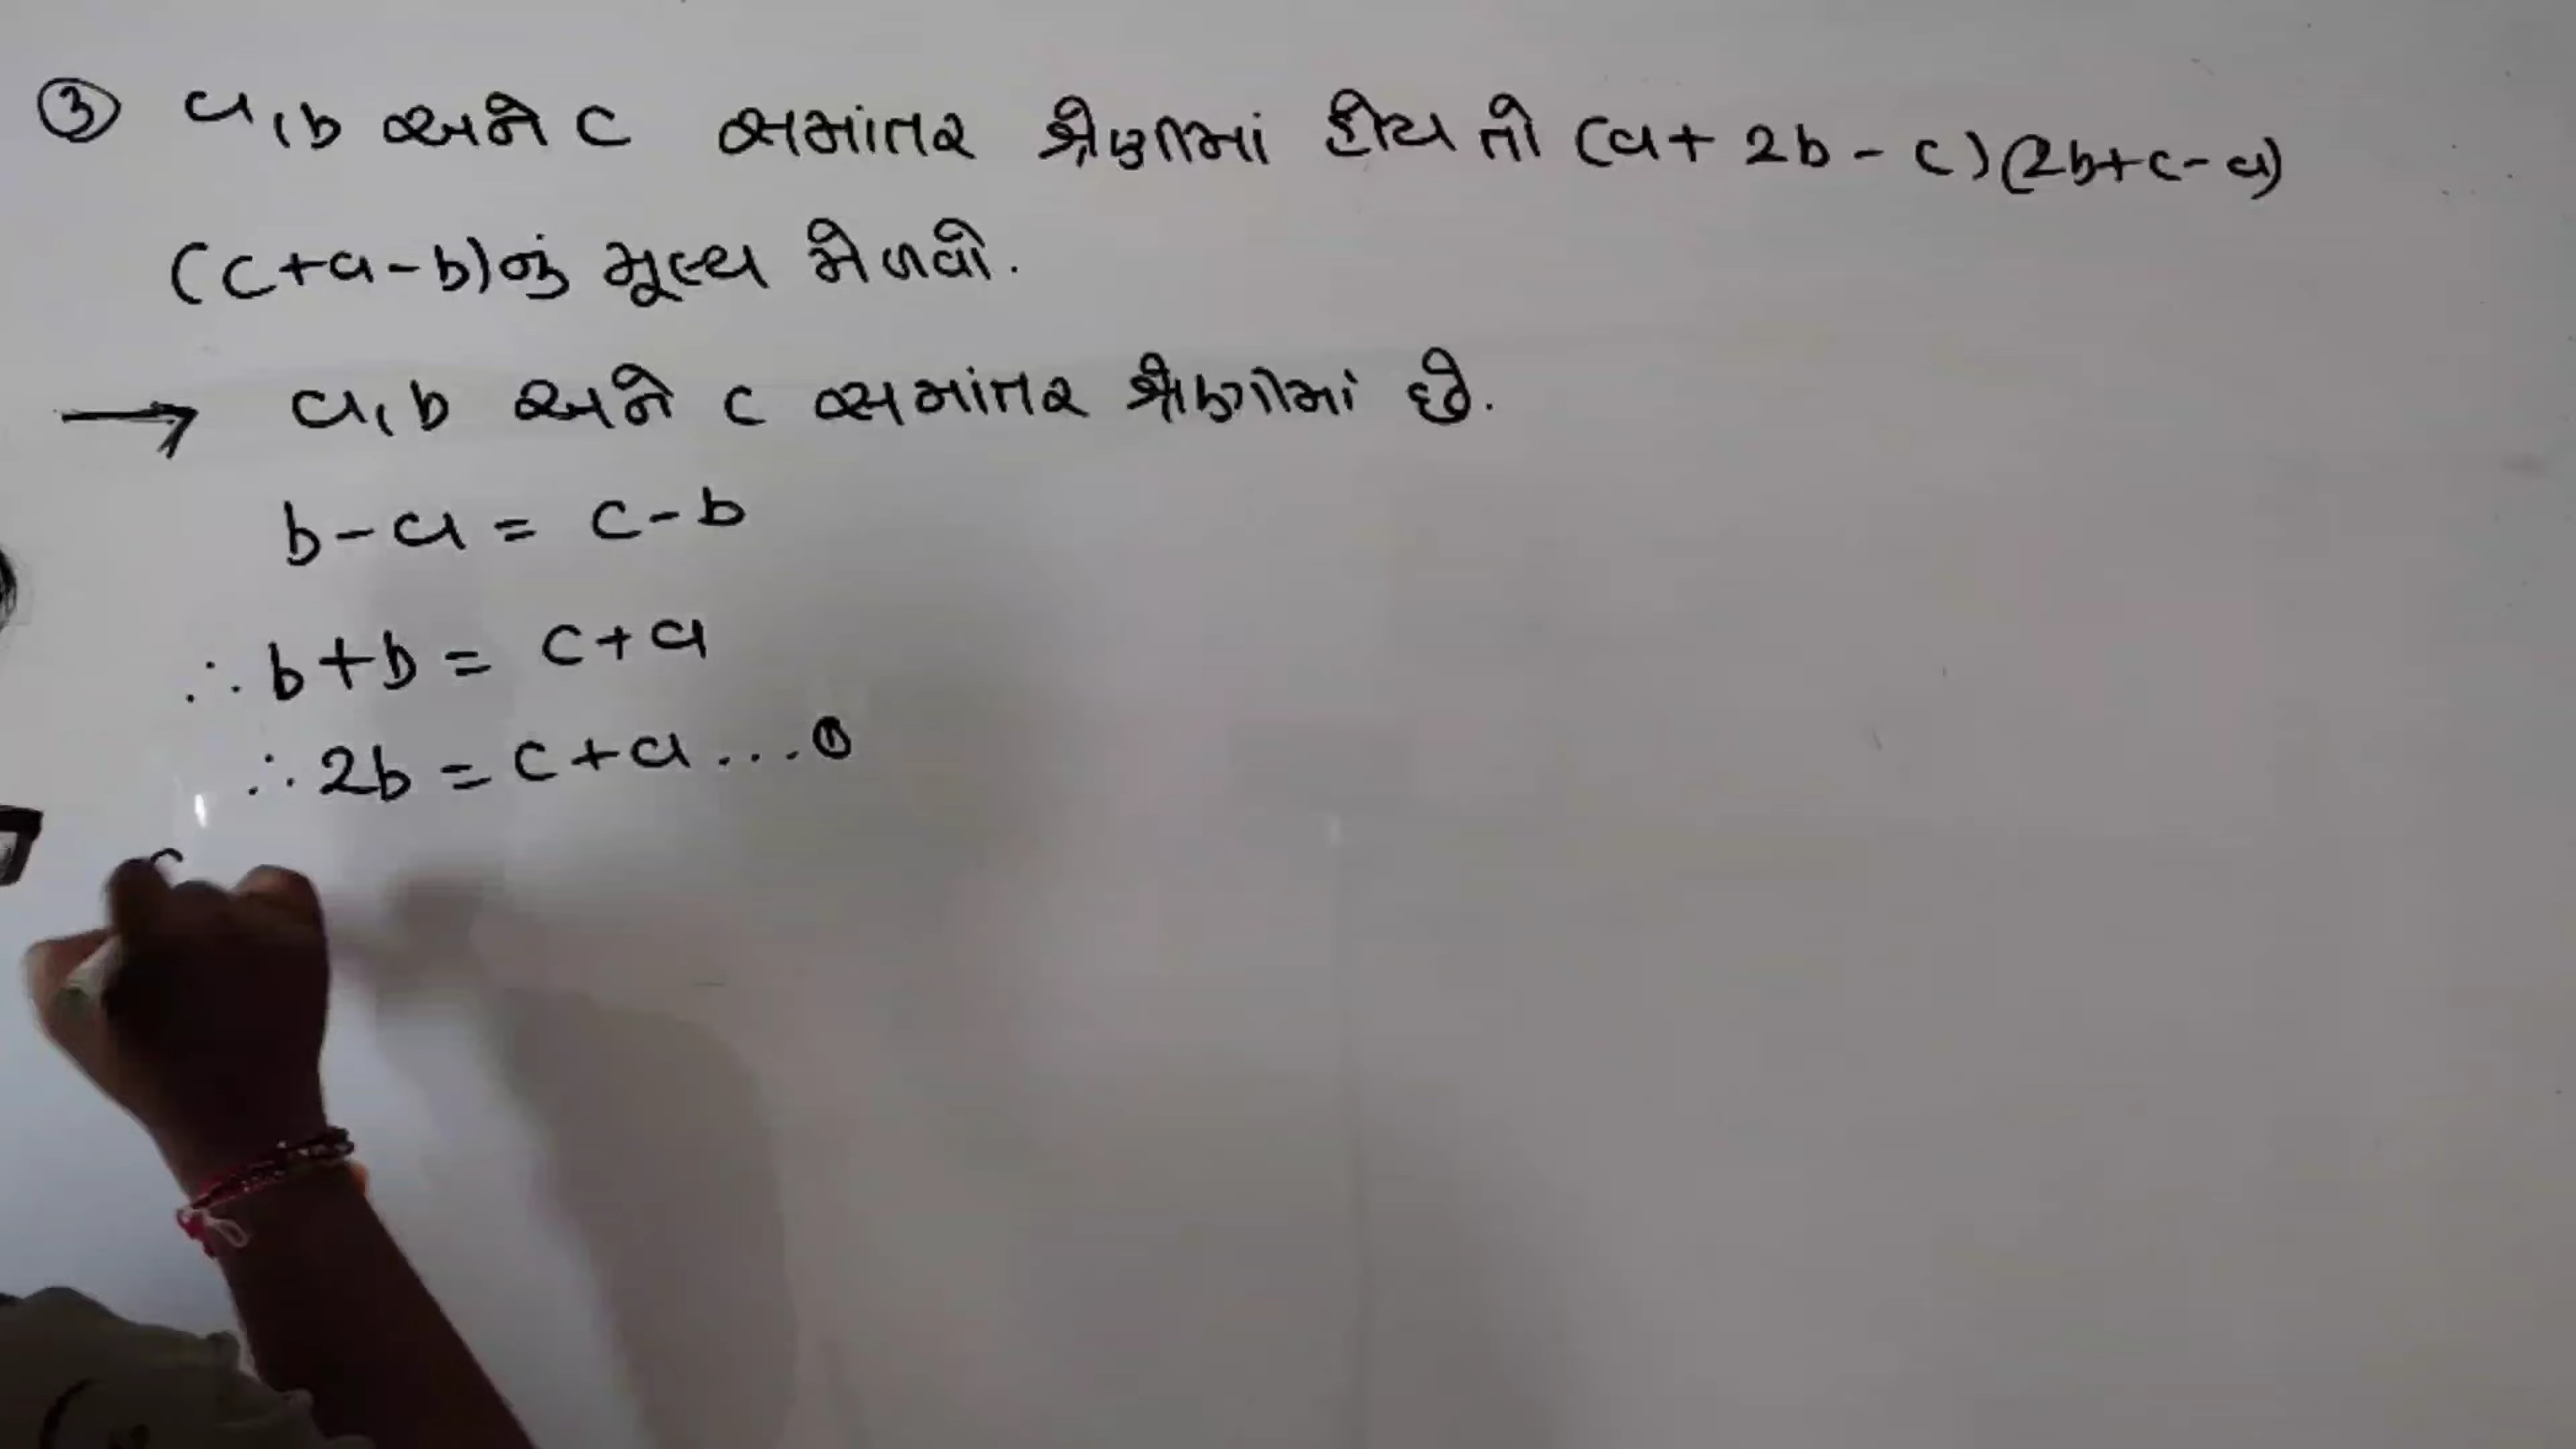 ③ a, b અને c સમાંતર શ્રેણીમાં હોય તો (a + 2b - c)(2b+c-a)
(c+a-b)નું મૂલ્ય મેળવો.
→ a, b અને c સમાંતર શ્રેણીમાં છે.
b-a = c-b
∴ b+b = c+a
∴ 2b = c+a ... ①